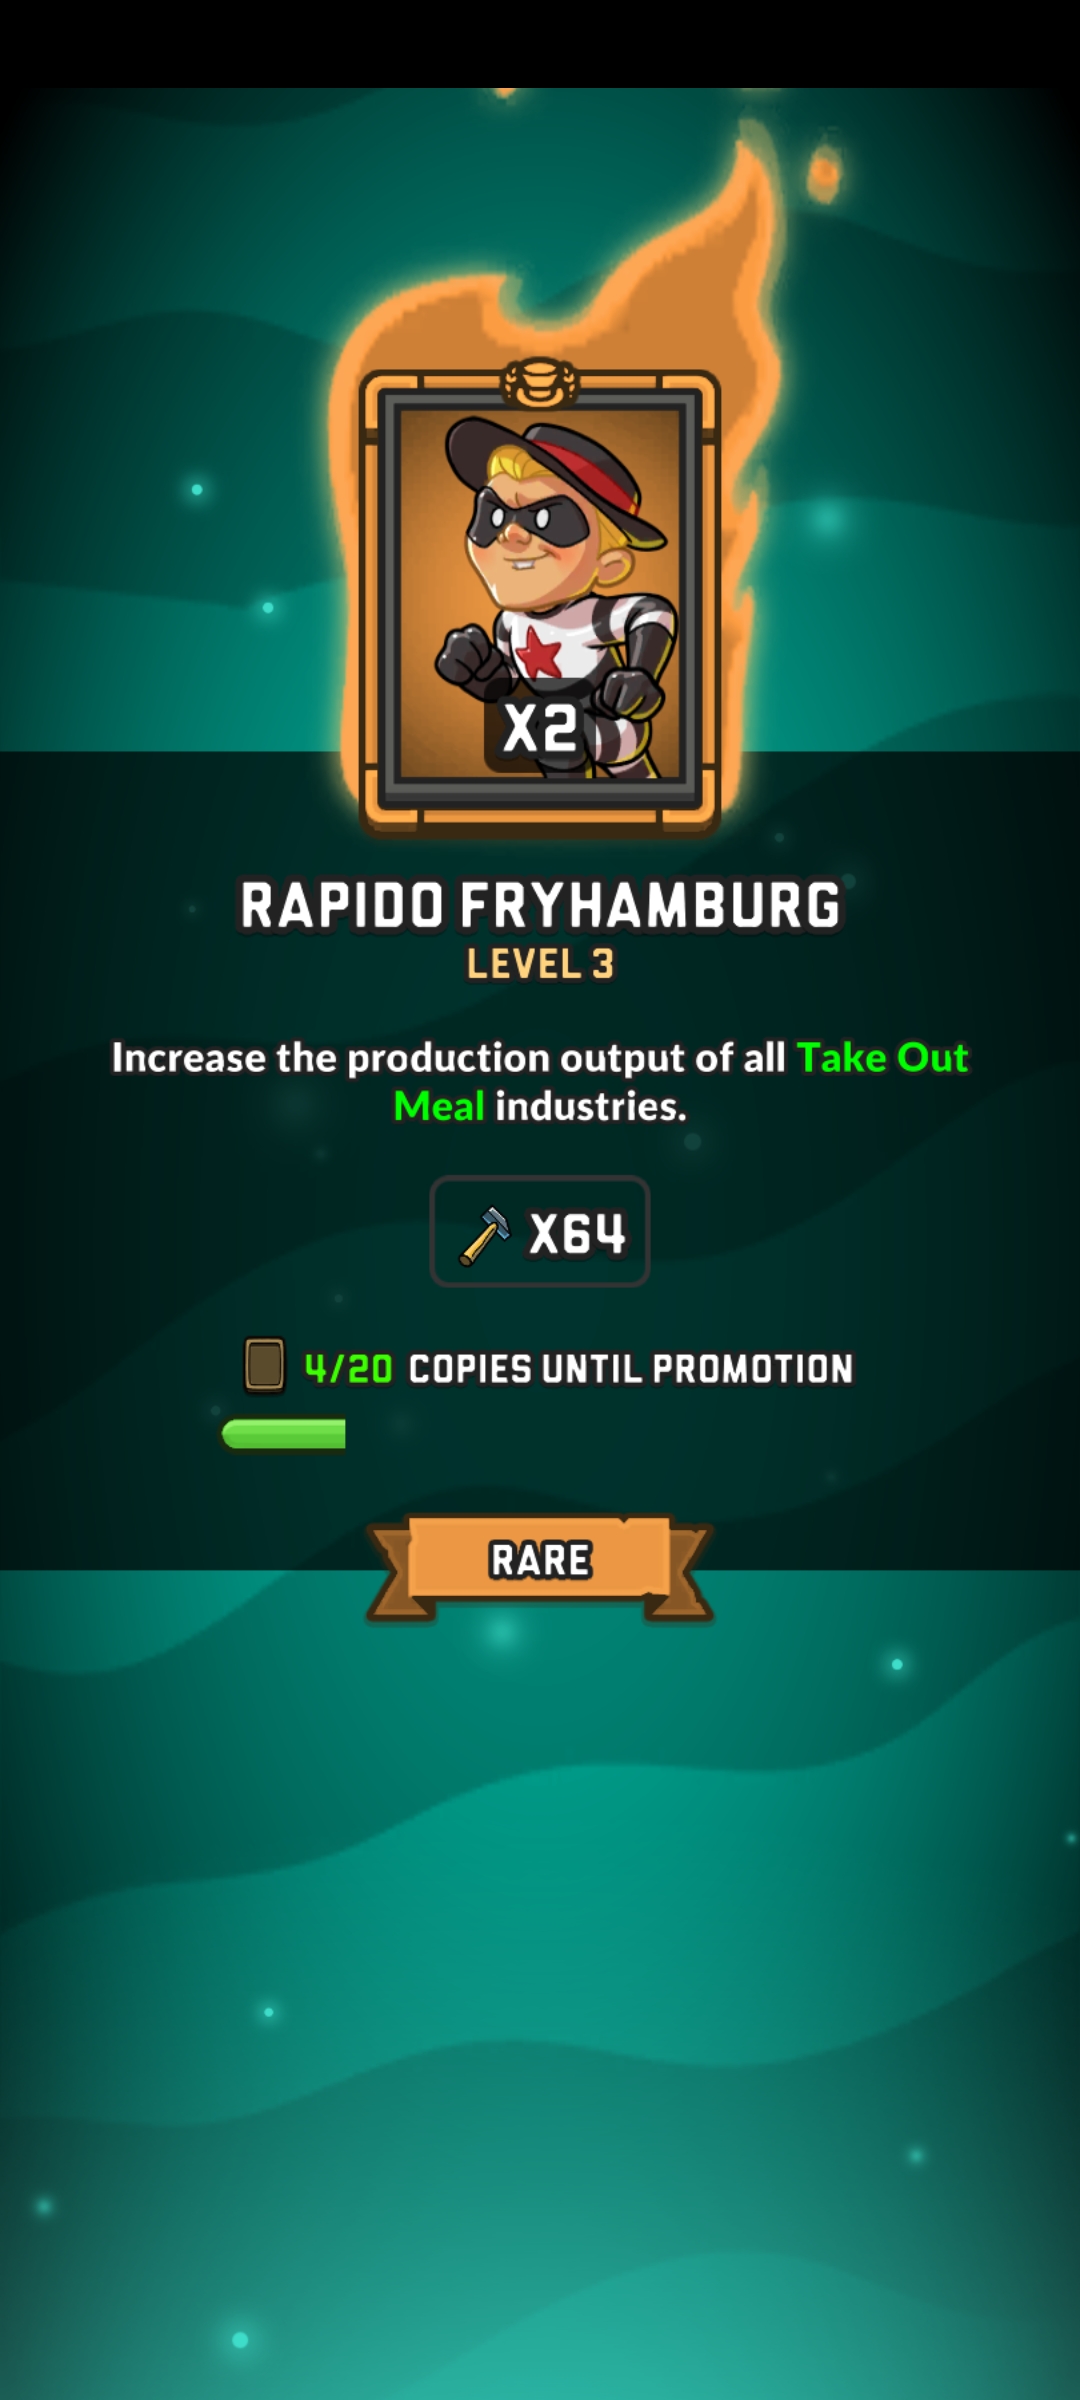 X2
RAPIDO FRYHAMBURG
LEVEL 3
Increase the production output of all Take Out
Meal industries.
X64
4/20 COPIES UNTIL PROMOTION
RARE